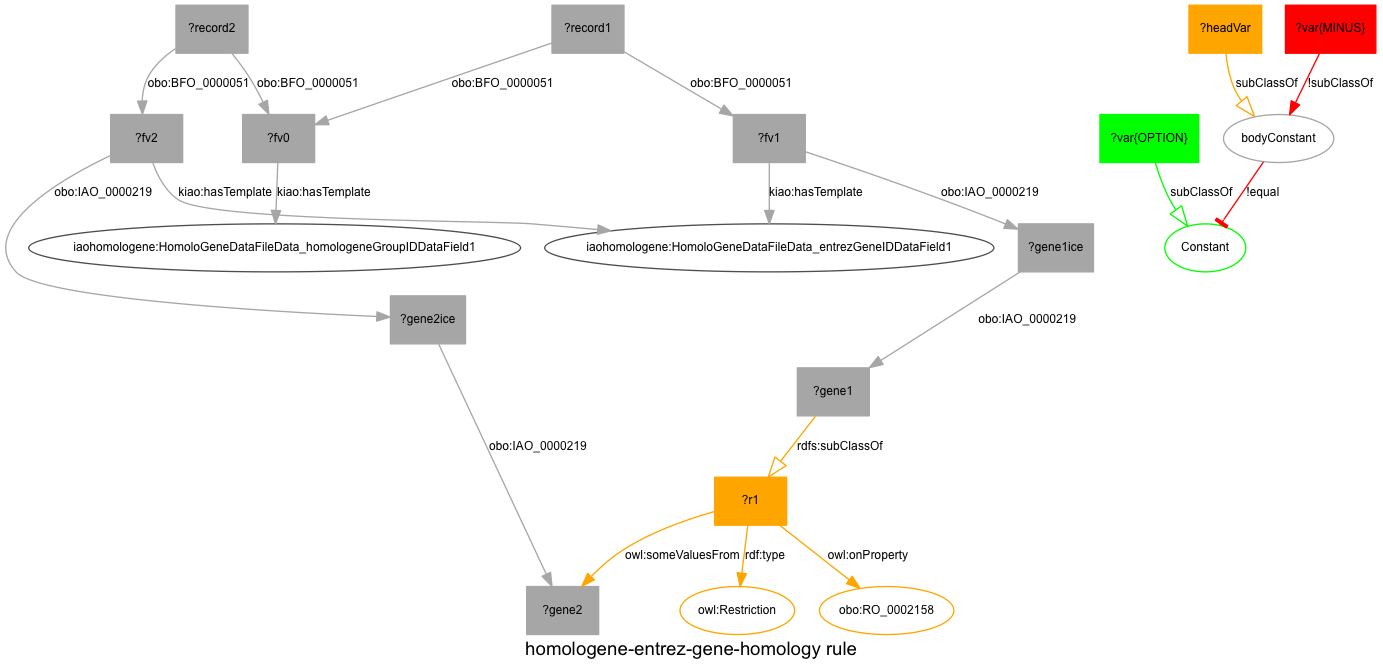 ?record2
?record1
?headVar
?var{MINUS}
obo:BFO_0000051
obo:BFO_0000051
obo:BFO_0000051
obo:BFO_0000051
subClassOf
!subClassOf
?fv2
?fv0
?fv1
?var{OPTION}
bodyConstant
obo:IAO_0000219
kiao:hasTemplate
kiao:hasTemplate
kiao:hasTemplate
obo:IAO_0000219
subClassOf
!equal
iaohomologene:HomoloGeneDataFileData_homologeneGroupIDDataField1
iaohomologene:HomoloGeneDataFileData_entrezGeneIDDataField1
?gene1ice
Constant
?gene2ice
obo:IAO_0000219
?gene1
obo:IAO_0000219
rdfs:subClassOf
?r1
owl:someValuesFrom
rdf:type
owl:onProperty
?gene2
owl:Restriction
obo:RO_0002158
homologene-entrez-gene-homology rule